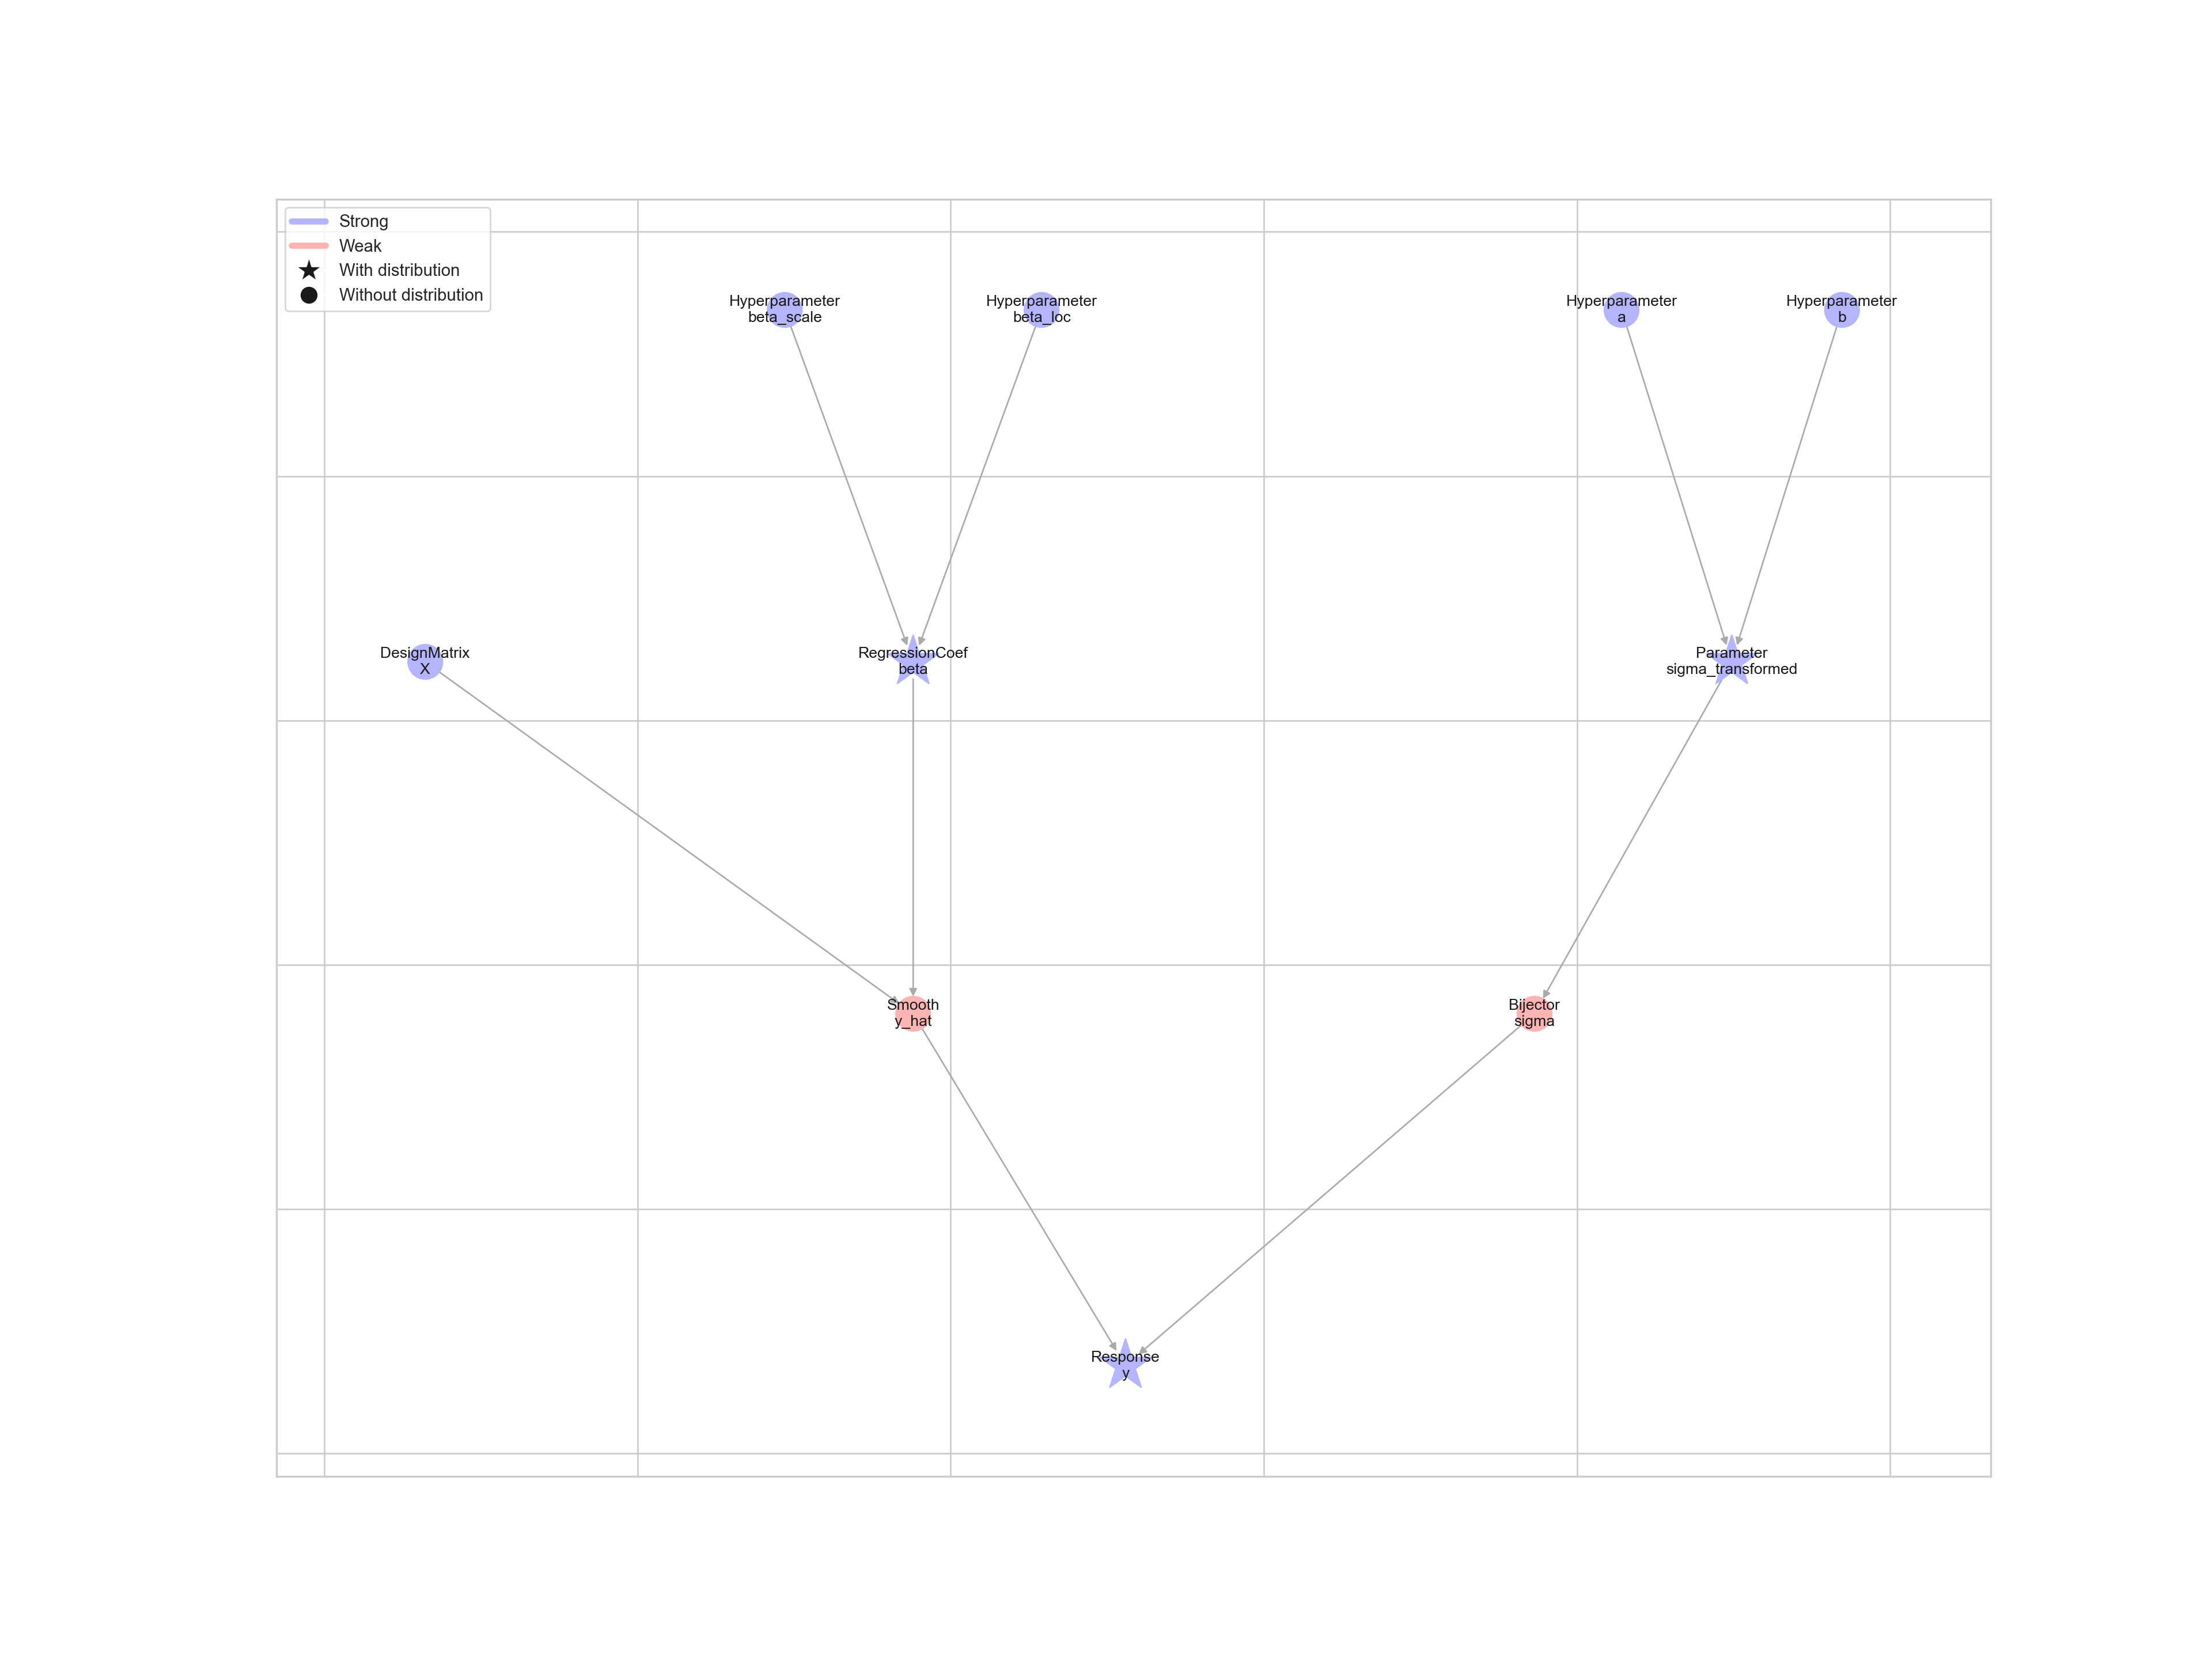 Strong
Weak
With distribution
Without distribution
Hyperparameter
beta_scale
Hyperparameter
beta_loc
Hyperparameter
a
Hyperparameter
b
DesignMatrix
X
RegressionCoef
beta
Parameter
sigma_transformed
Smooth
y_hat
Bijector
sigma
Response
y